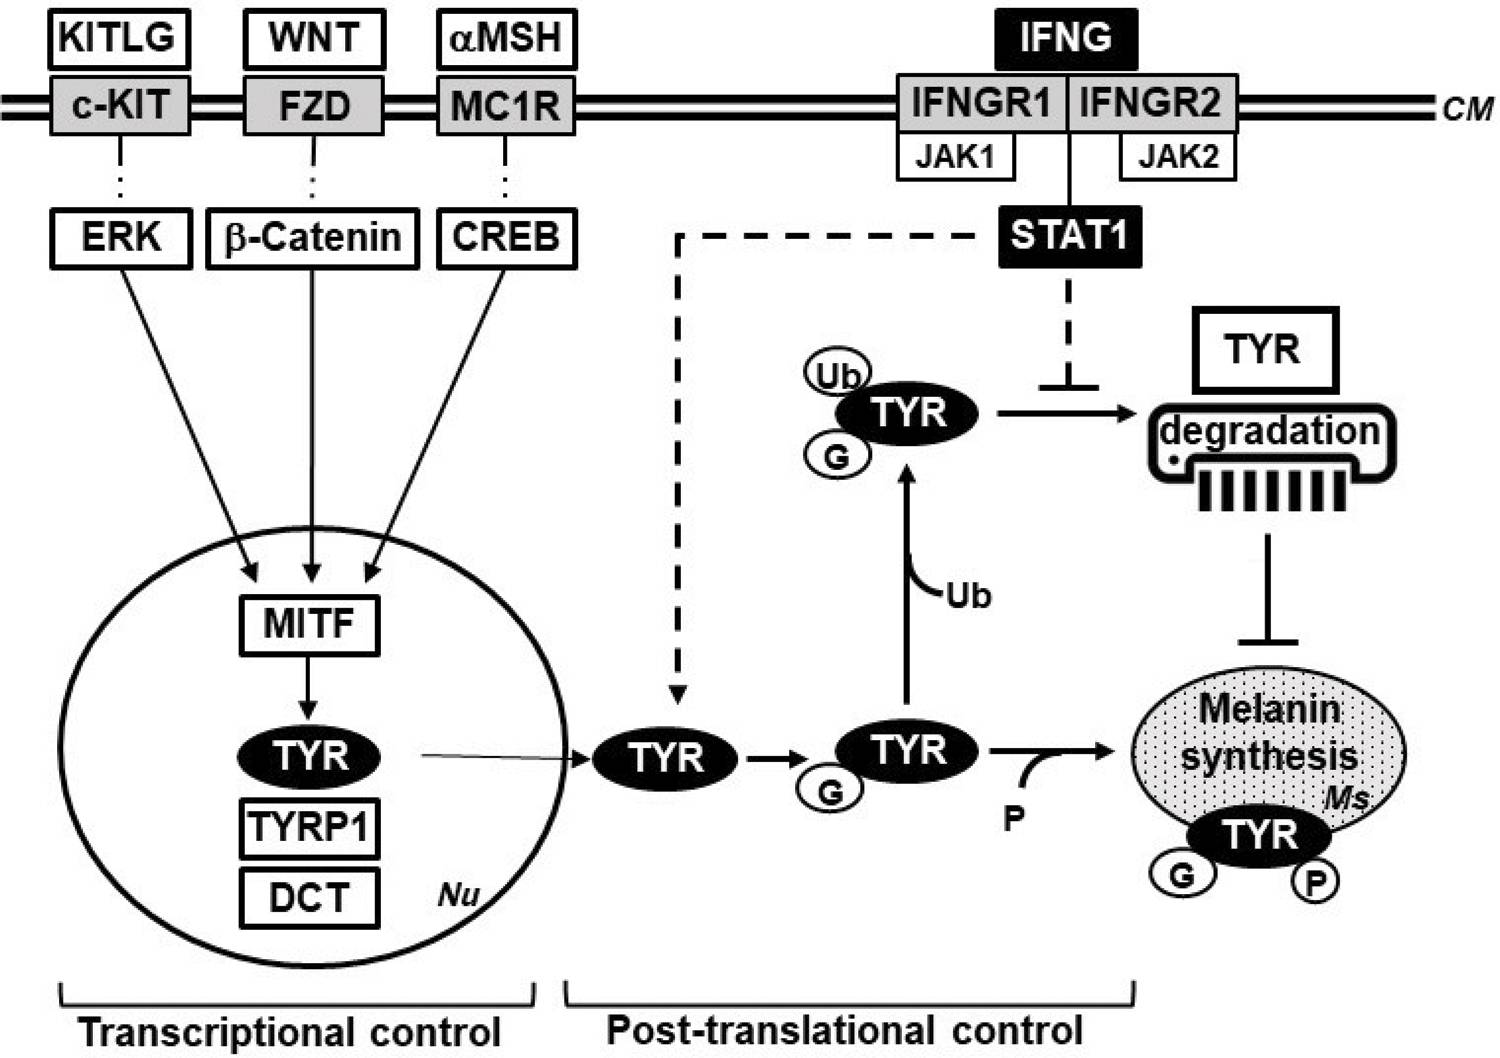 KITLG
WNT
αMSH
IFNG
c-KIT
FZD
MC1R
IFNGR1
IFNGR2
CM
JAK1
JAK2
ERK
β-Catenin
CREB
STAT1
TYR
Ub
TYR
G
degradation
Ub
MITF
Melanin
synthesis
Ms
TYR
TYR
TYR
G
P
TYRP1
TYR
G
P
DCT
Nu
Transcriptional control
Post-translational control